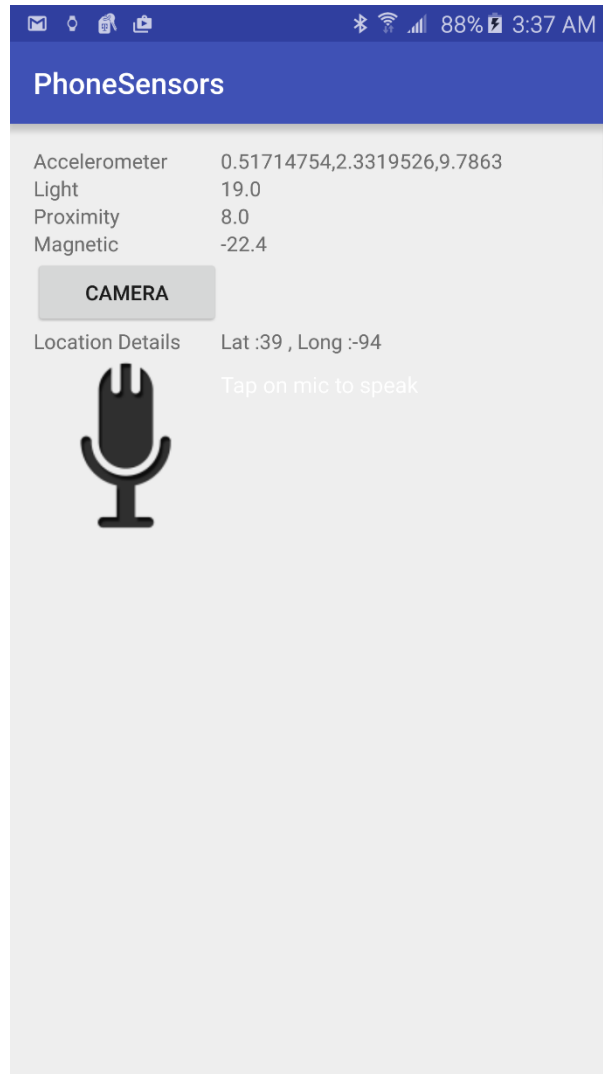 88% 3:37 AM
PhoneSensors
Accelerometer 0.51714754,2.3319526,9.7863
Light 19.0
Proximity 8.0
Magnetic -22.4
CAMERA
Location Details Lat :39 , Long :-94
Tap on mic to speak